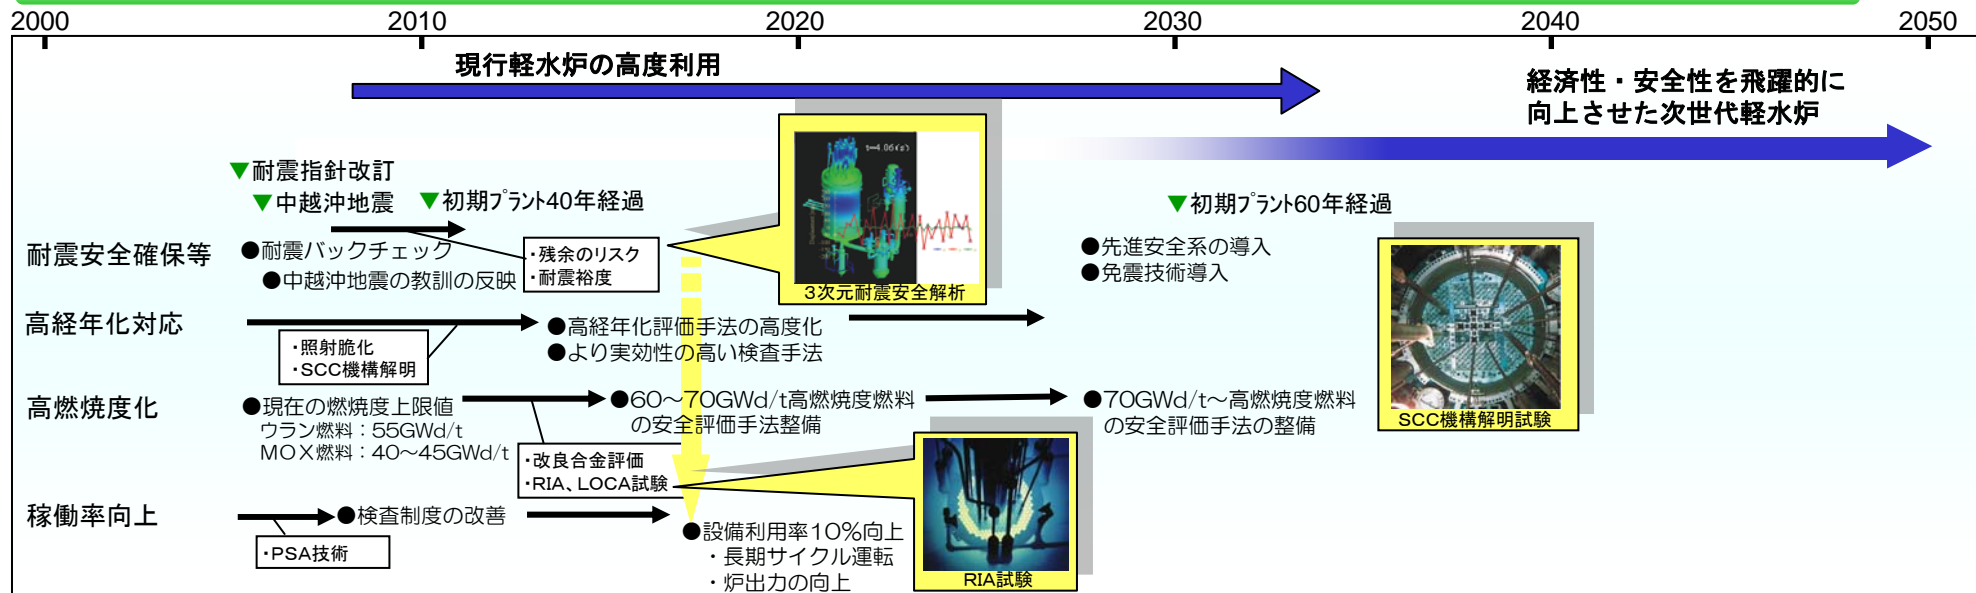 2000 2010 2020 2030 2040 2050
現行軽水炉の高度利用
経済性・安全性を飛躍的に
向上させた次世代軽水炉
▼耐震指針改訂
▼中越沖地震
▼初期プラント40年経過
▼初期プラント60年経過
耐震安全確保等
●耐震バックチェック
●中越沖地震の教訓の反映
・残余のリスク
・耐震裕度
t=4.06(s)
3次元耐震安全解析
●先進安全系の導入
●免震技術導入
高経年化対応
・照射脆化
・SCC機構解明
●高経年化評価手法の高度化
●より実効性の高い検査手法
SCC機構解明試験
高燃焼度化
●現在の燃焼度上限値
ウラン燃料：55GWd/t
MOX燃料：40～45GWd/t
・改良合金評価
・RIA、LOCA試験
●60～70GWd/t高燃焼度燃料
の安全評価手法整備
●70GWd/t～高燃焼度燃料
の安全評価手法の整備
RIA試験
稼働率向上
・PSA技術
●検査制度の改善
●設備利用率10%向上
・長期サイクル運転
・炉出力の向上